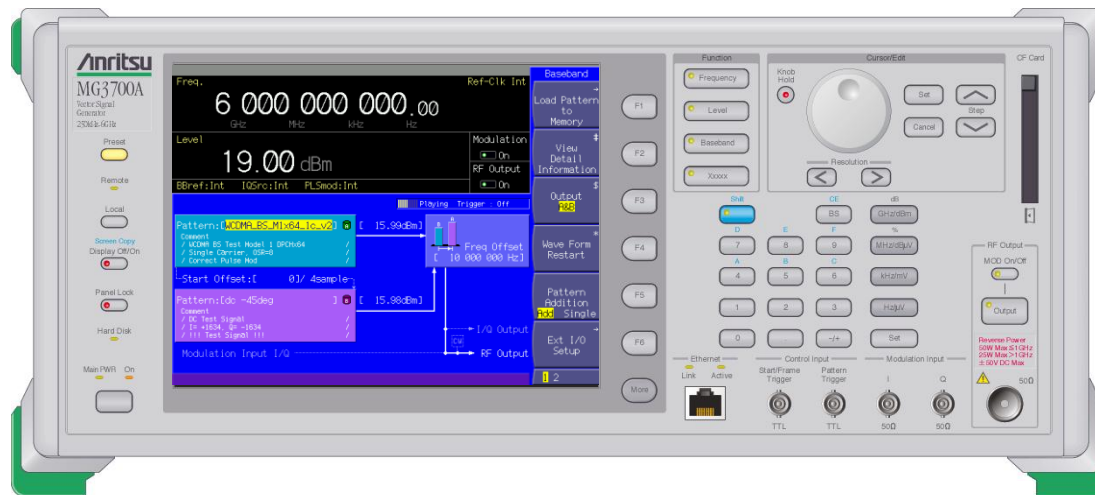 Anritsu
MG3700A
Vector Signal
Generator
250kHz-6GHz
Preset
Remote
Local
Screen Copy
Display Off/On
Panel Lock
Hard Disk
Main PWR On
Freq. Ref-Clk Int
6 000 000 000.00
GHz MHz kHz Hz
Level
19.00 dBm
Modulation
On
RF Output
On
BBref:Int IQSrc:Int PLSmod:Int
Playing Trigger : Off
Pattern:[WCDMA_BS_M1x64_1c_v2] A [ 15.99dBm]
Comment
/ WCDMA BS Test Model 1 DPCHx64 /
/ Single Carrier, OSR=8 /
/ Correct Pulse Mod /
Start Offset:[ 0]/ 4sample
Pattern:[dc -45deg ] B [ 15.98dBm]
Comment
/ DC Test Signal /
/ I= +1634, Q= -1634 /
/ !!! Test Signal !!! /
A B
Freq Offset
[ 10 000 000 Hz]
I/Q Output
CW
Modulation Input I/Q
RF Output
Baseband
Load Pattern
to
Memory
View
Detail
Information
Output
A&B
Wave Form
Restart
Pattern
Addition
Add Single
Ext I/O
Setup
1 2
F1
F2
F3
F4
F5
F6
More
Function
Frequency
Level
Baseband
Xxxxx
Cursor/Edit
Knob
Hold
Set
Cancel
Step
Resolution
< >
Shift
CE
dB
BS
GHz/dBm
D E F %
7 8 9 MHz/dBµV
A B C
4 5 6 kHz/mV
1 2 3 Hz/µV
0 . -/+ Set
CF Card
RF Output
MOD On/Off
Output
Reverse Power
50W Max≤1GHz
25W Max>1GHz
±50V DC Max
50Ω
Ethernet
Link Active
Control Input
Start/Frame
Trigger
Pattern
Trigger
TTL TTL
Modulation Input
I Q
50Ω 50Ω